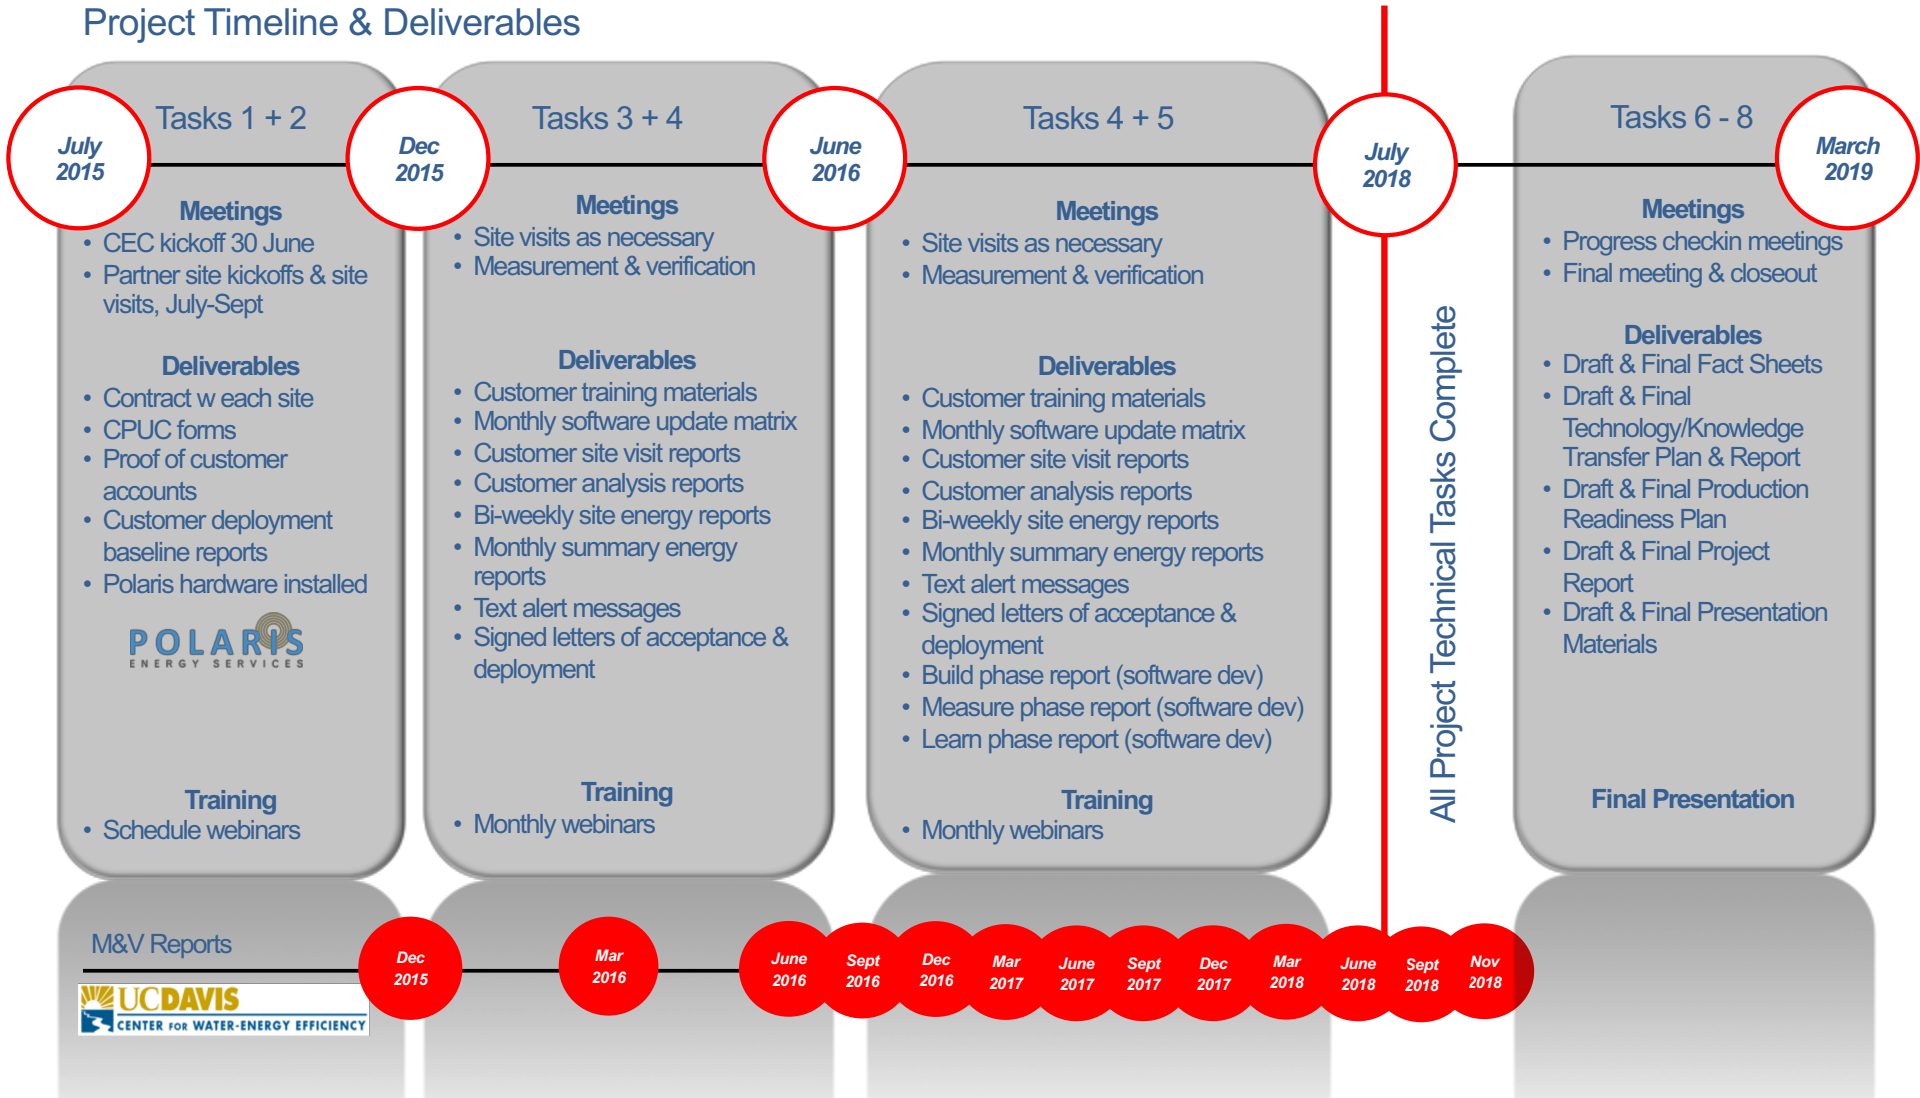 Project Timeline & Deliverables
July
2015
Tasks 1 + 2
Meetings
• CEC kickoff 30 June
• Partner site kickoffs & site
visits, July-Sept
Deliverables
• Contract w each site
• CPUC forms
• Proof of customer
accounts
• Customer deployment
baseline reports
• Polaris hardware installed
POLARIS
ENERGY SERVICES
Training
• Schedule webinars
Dec
2015
Tasks 3 + 4
Meetings
• Site visits as necessary
• Measurement & verification
Deliverables
• Customer training materials
• Monthly software update matrix
• Customer site visit reports
• Customer analysis reports
• Bi-weekly site energy reports
• Monthly summary energy
reports
• Text alert messages
• Signed letters of acceptance &
deployment
Training
• Monthly webinars
June
2016
Tasks 4 + 5
Meetings
• Site visits as necessary
• Measurement & verification
Deliverables
• Customer training materials
• Monthly software update matrix
• Customer site visit reports
• Customer analysis reports
• Bi-weekly site energy reports
• Monthly summary energy reports
• Text alert messages
• Signed letters of acceptance &
deployment
• Build phase report (software dev)
• Measure phase report (software dev)
• Learn phase report (software dev)
Training
• Monthly webinars
July
2018
All Project Technical Tasks Complete
Tasks 6 - 8
March
2019
Meetings
• Progress checkin meetings
• Final meeting & closeout
Deliverables
• Draft & Final Fact Sheets
• Draft & Final
Technology/Knowledge
Transfer Plan & Report
• Draft & Final Production
Readiness Plan
• Draft & Final Project
Report
• Draft & Final Presentation
Materials
Final Presentation
M&V Reports
UCDAVIS
CENTER FOR WATER-ENERGY EFFICIENCY
Dec
2015
Mar
2016
June
2016
Sept
2016
Dec
2016
Mar
2017
June
2017
Sept
2017
Dec
2017
Mar
2018
June
2018
Sept
2018
Nov
2018